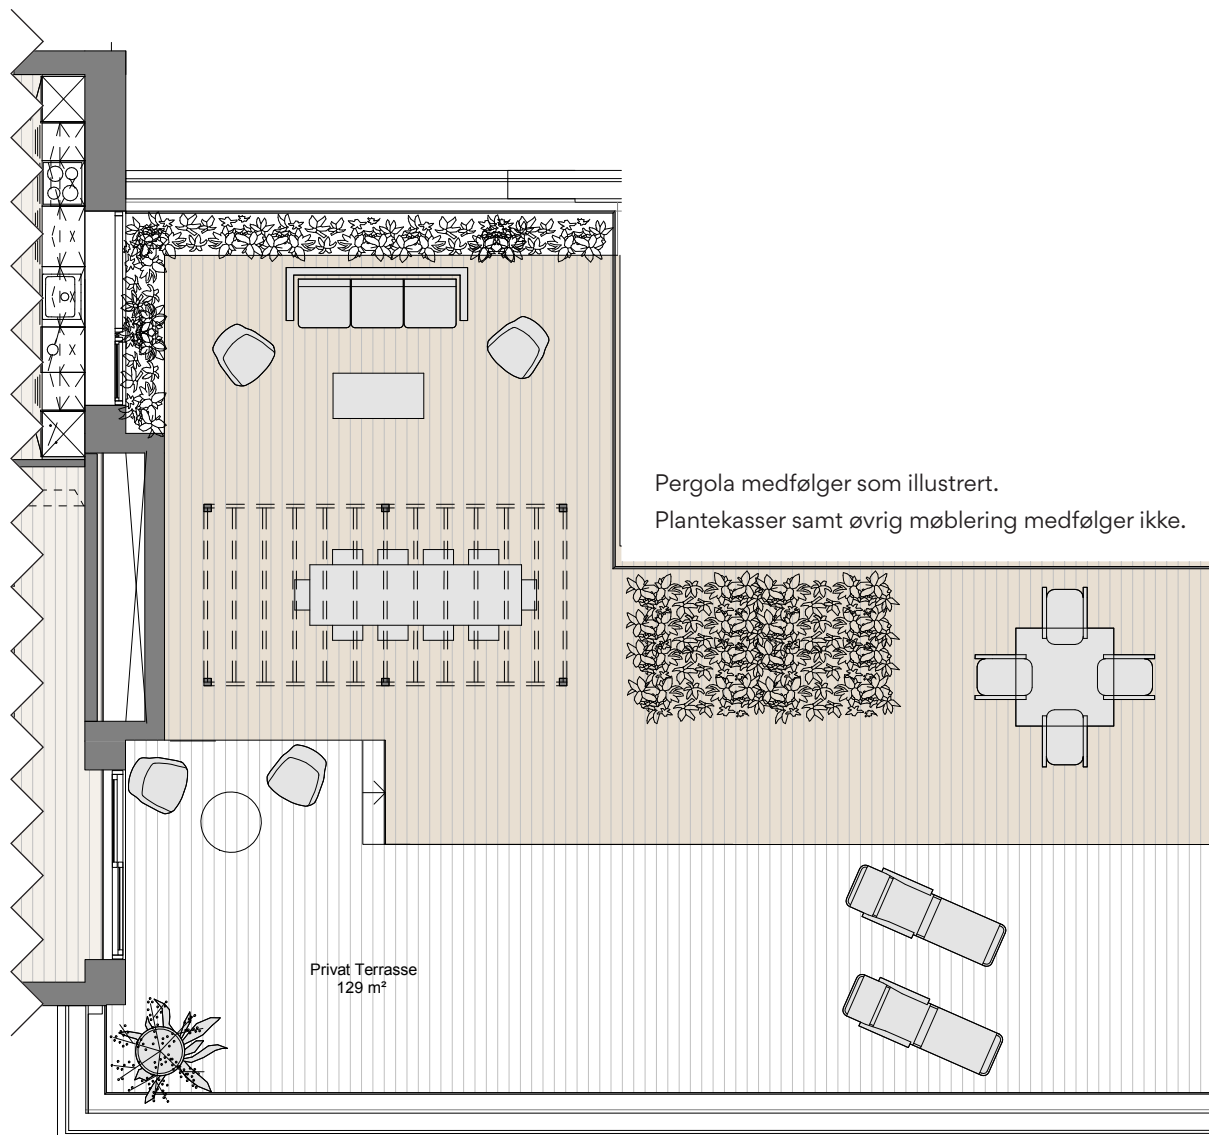 Pergola medfølger som illustrert.
Plantekasser samt øvrig møblering medfølger ikke.
Privat Terrasse
129 m²